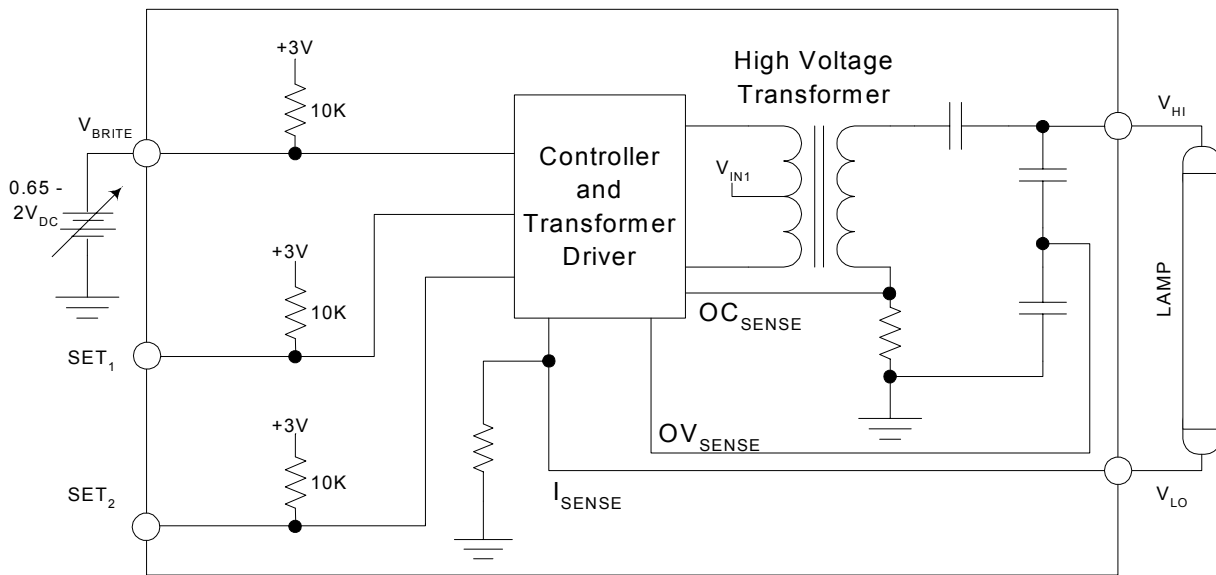 +3V
10K
V_BRITE
0.65 -
2V_DC
+3V
10K
SET_1
+3V
10K
SET_2
Controller
and
Transformer
Driver
High Voltage
Transformer
V_IN1
OC_SENSE
OV_SENSE
I_SENSE
V_HI
LAMP
V_LO